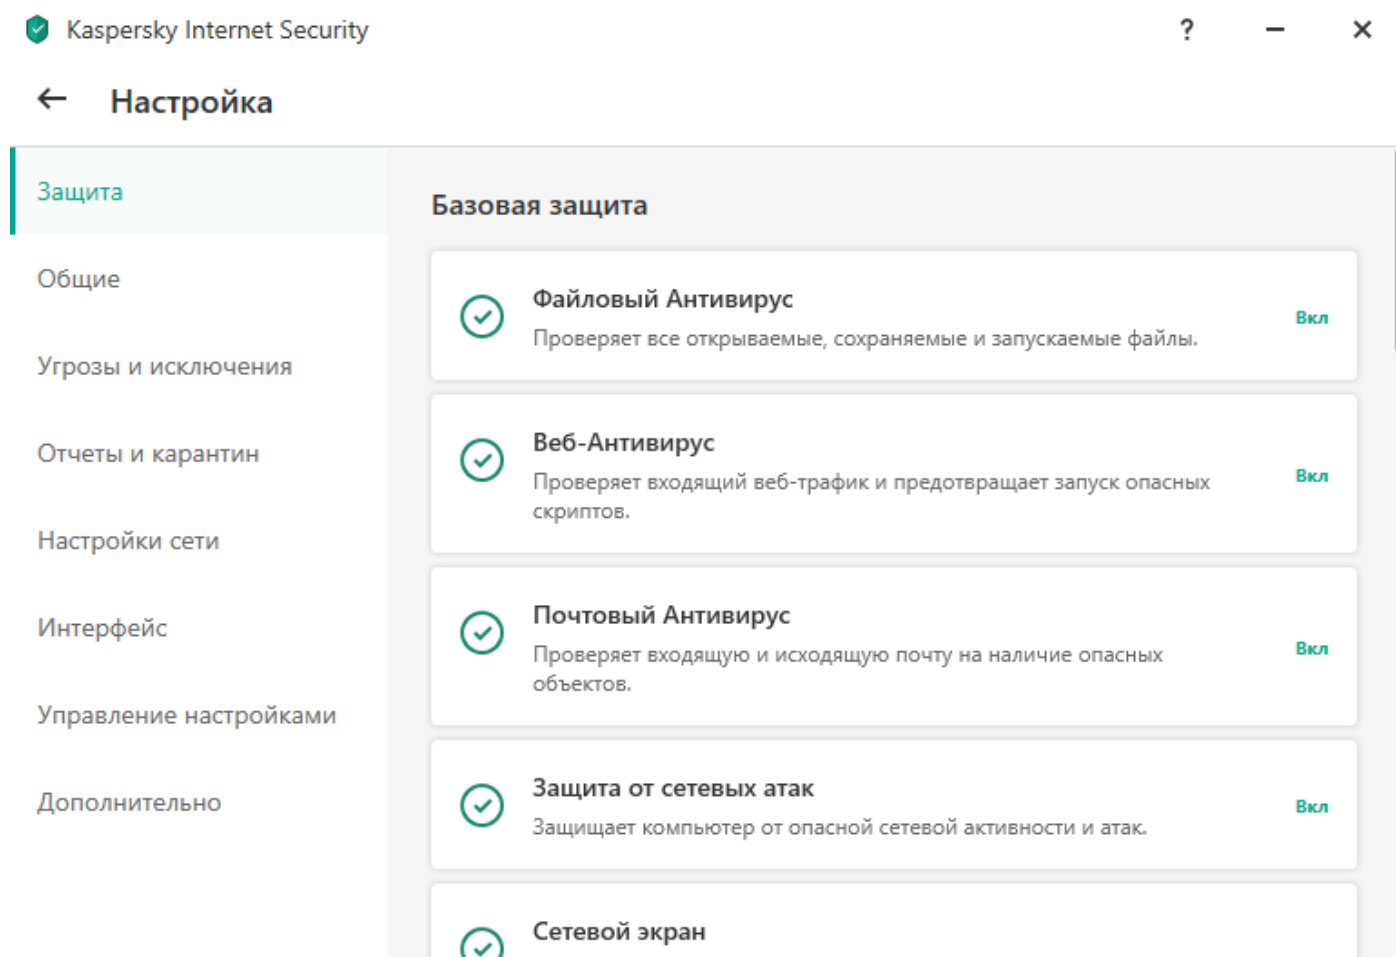 Kaspersky Internet Security
?
Настройка
Защита
Общие
Угрозы и исключения
Отчеты и карантин
Настройки сети
Интерфейс
Управление настройками
Дополнительно
Базовая защита
Файловый Антивирус
Проверяет все открываемые, сохраняемые и запускаемые файлы.
Вкл
Веб-Антивирус
Проверяет входящий веб-трафик и предотвращает запуск опасных
скриптов.
Вкл
Почтовый Антивирус
Проверяет входящую и исходящую почту на наличие опасных
объектов.
Вкл
Защита от сетевых атак
Защищает компьютер от опасной сетевой активности и атак.
Вкл
Сетевой экран